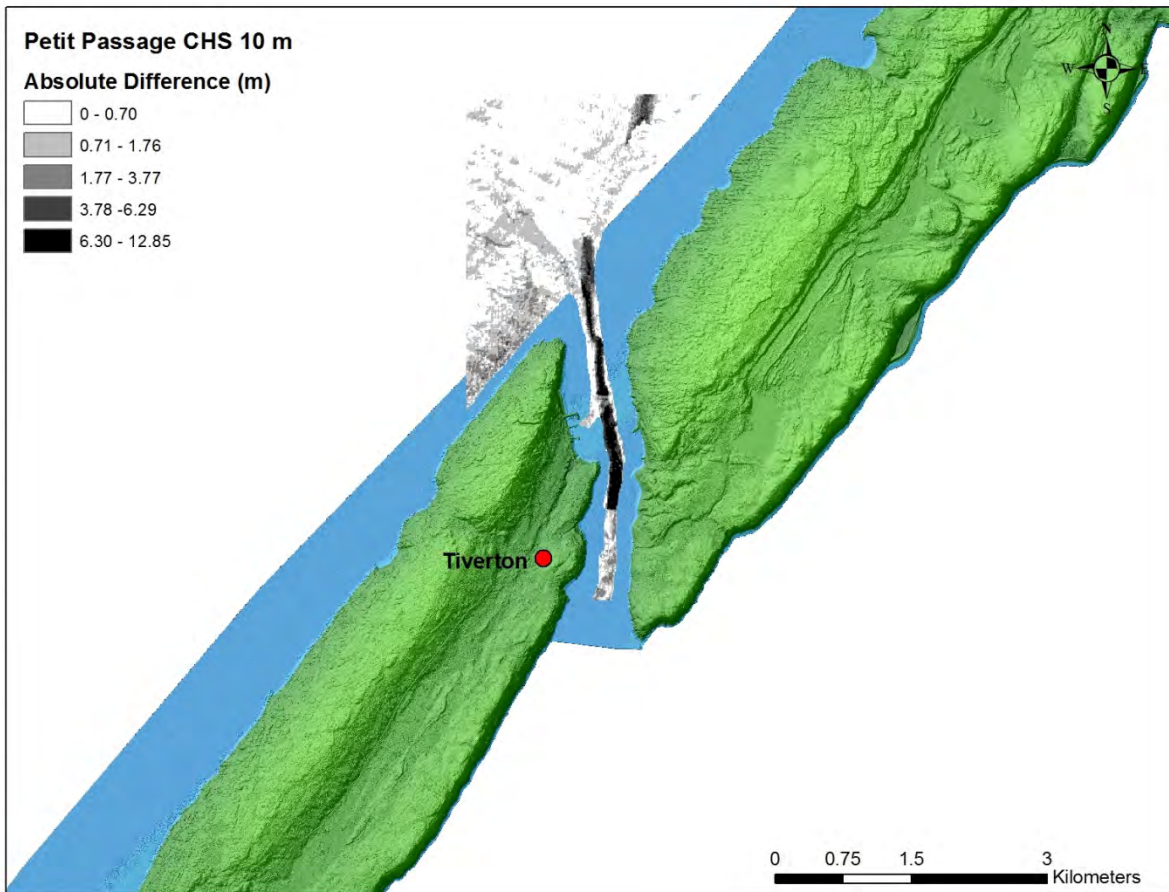 Petit Passage CHS 10 m
Absolute Difference (m)
0 - 0.70
0.71 - 1.76
1.77 - 3.77
3.78 -6.29
6.30 - 12.85
N
W E
S
Tiverton
0 0.75 1.5 3
Kilometers